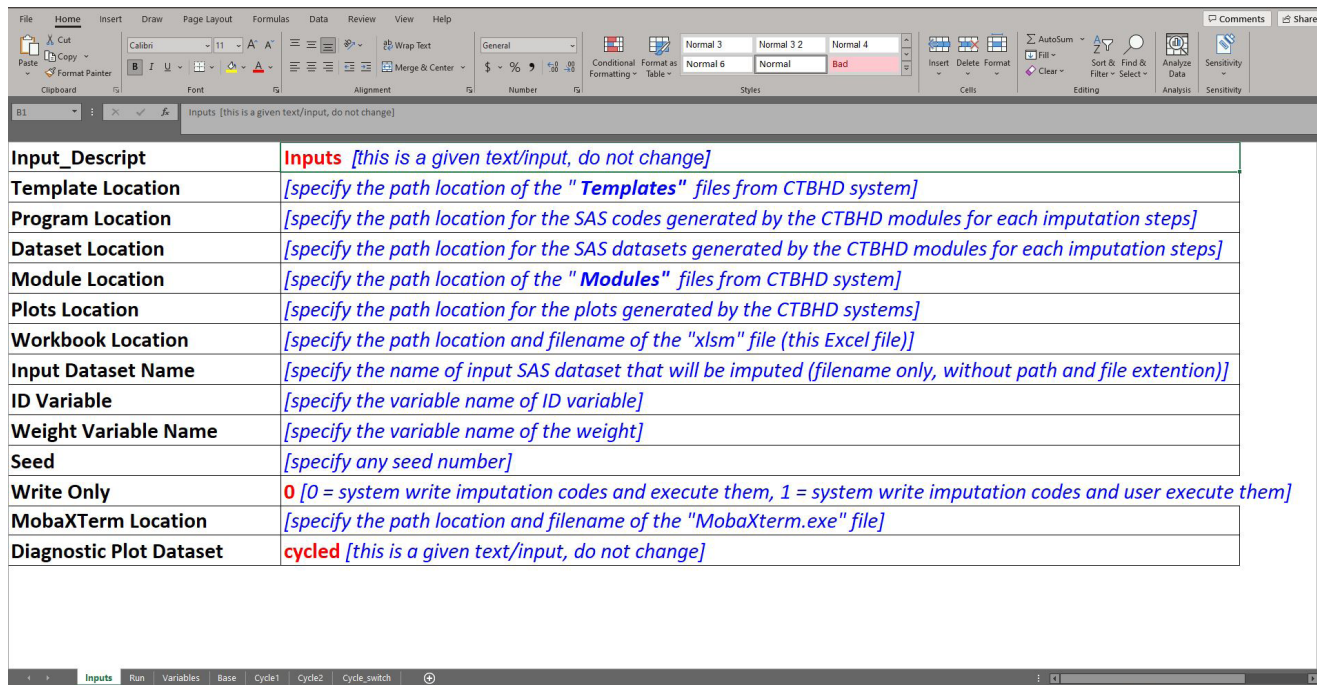 File Home Insert Draw Page Layout Formulas Data Review View Help Comments Share
Paste Cut Copy Format Painter Clipboard
Calibri 11 A^ A˅ B I U A Font
ab Wrap Text Merge & Center Alignment
General $ % 9 .00 Number
Conditional Formatting Format as Table Normal 3 Normal 3 2 Normal 4 Normal 6 Normal Bad Styles
Insert Delete Format Cells
AutoSum Fill Clear Sort & Filter Find & Select Editing
Analyze Data Analysis
Sensitivity Sensitivity
B1 fx Inputs [this is a given text/input, do not change]
Input_Descript Inputs [this is a given text/input, do not change]
Template Location [specify the path location of the "Templates" files from CTBHD system]
Program Location [specify the path location for the SAS codes generated by the CTBHD modules for each imputation steps]
Dataset Location [specify the path location for the SAS datasets generated by the CTBHD modules for each imputation steps]
Module Location [specify the path location of the "Modules" files from CTBHD system]
Plots Location [specify the path location for the plots generated by the CTBHD systems]
Workbook Location [specify the path location and filename of the "xlsm" file (this Excel file)]
Input Dataset Name [specify the name of input SAS dataset that will be imputed (filename only, without path and file extention)]
ID Variable [specify the variable name of ID variable]
Weight Variable Name [specify the variable name of the weight]
Seed [specify any seed number]
Write Only 0 [0 = system write imputation codes and execute them, 1 = system write imputation codes and user execute them]
MobaXTerm Location [specify the path location and filename of the "MobaXterm.exe" file]
Diagnostic Plot Dataset cycled [this is a given text/input, do not change]
Inputs Run Variables Base Cycle1 Cycle2 Cycle_switch